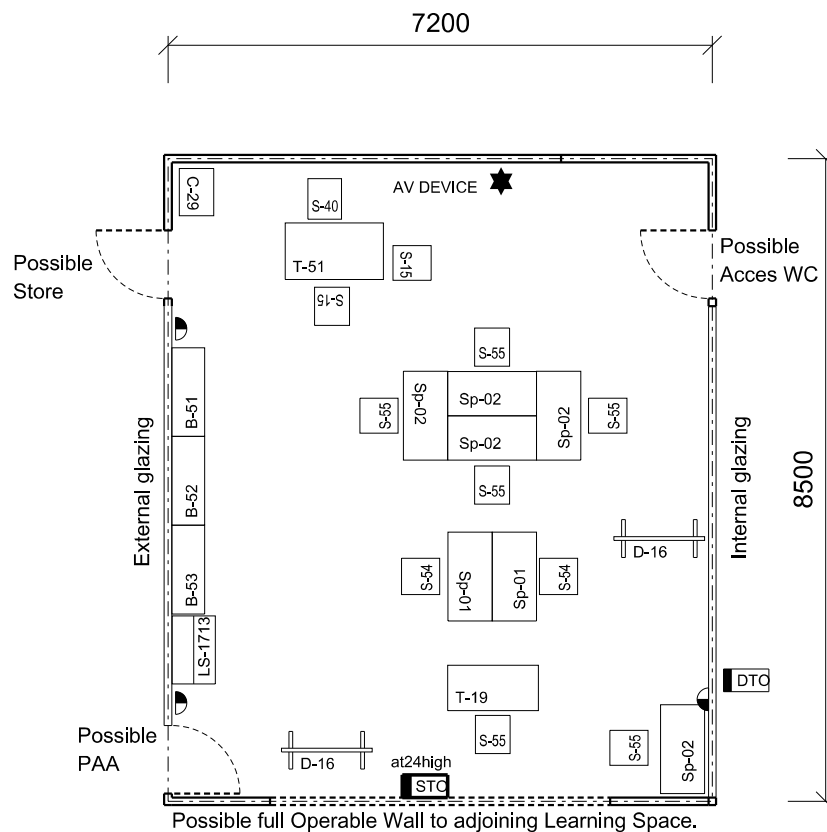 7200
C-29
S-40
AV DEVICE
T-51
S-15
S-15
Possible
Store
Possible
Acces WC
S-55
Sp-02
Sp-02
Sp-02
Sp-02
S-55
S-55
S-55
B-51
B-52
B-53
LS-1713
External glazing
Internal glazing
8500
D-16
S-54
Sp-01
Sp-01
S-54
T-19
S-55
DTO
S-55
Sp-02
Possible
PAA
D-16
at24high
STO
Possible full Operable Wall to adjoining Learning Space.